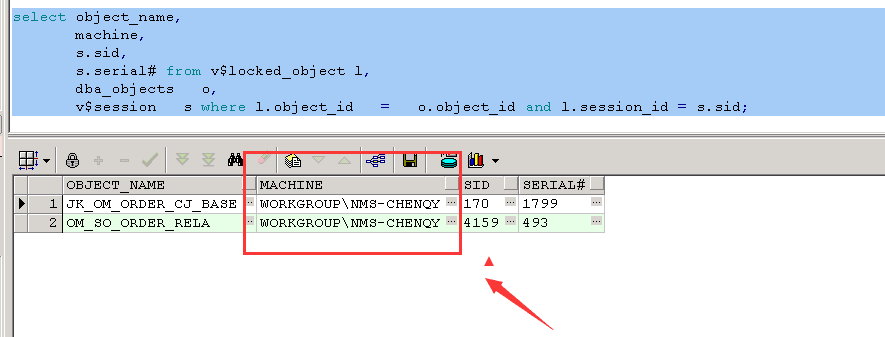 select object_name,
machine,
s.sid,
s.serial# from v$locked_object l,
dba_objects o,
v$session s where l.object_id = o.object_id and l.session_id = s.sid;
OBJECT_NAME MACHINE SID SERIAL#
1 JK_OM_ORDER_CJ_BASE ... WORKGROUP\NMS-CHENQY ... 170 ... 1799 ...
2 OM_SO_ORDER_RELA ... WORKGROUP\NMS-CHENQY ... 4159 ... 493 ...